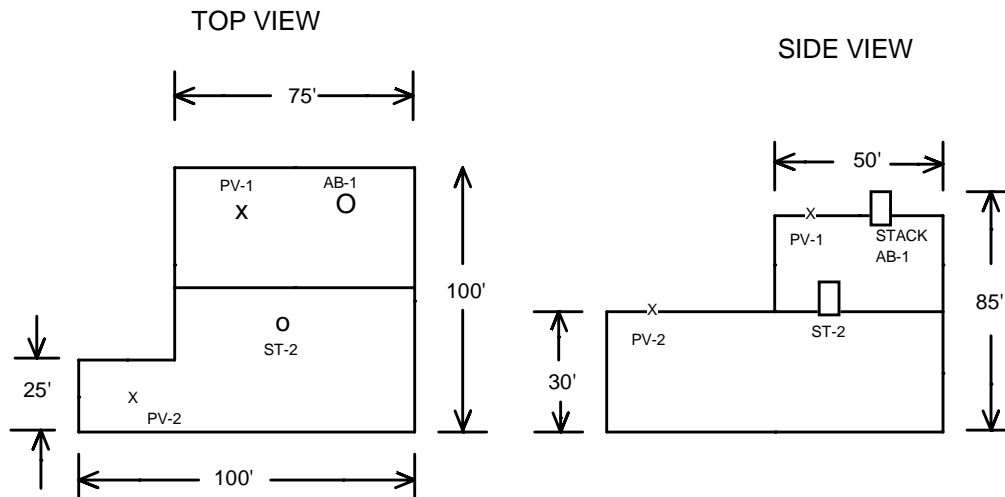 TOP VIEW
75'
PV-1
X
AB-1
O
O
ST-2
X
PV-2
25'
100'
100'
SIDE VIEW
50'
X
PV-1
STACK
AB-1
X
PV-2
ST-2
30'
85'